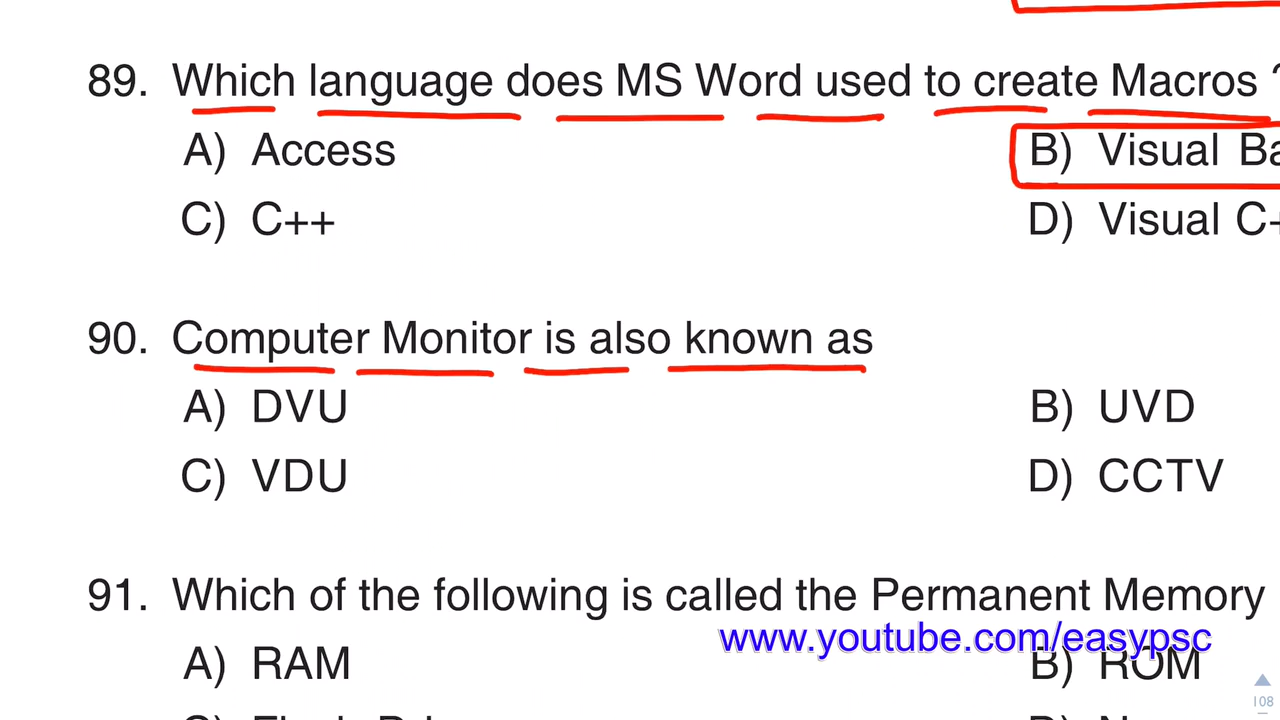 89. Which language does MS Word used to create Macros ?
A) Access B) Visual Ba
C) C++ D) Visual C+
90. Computer Monitor is also known as
A) DVU B) UVD
C) VDU D) CCTV
91. Which of the following is called the Permanent Memory
www.youtube.com/easypsc
A) RAM B) ROM
108